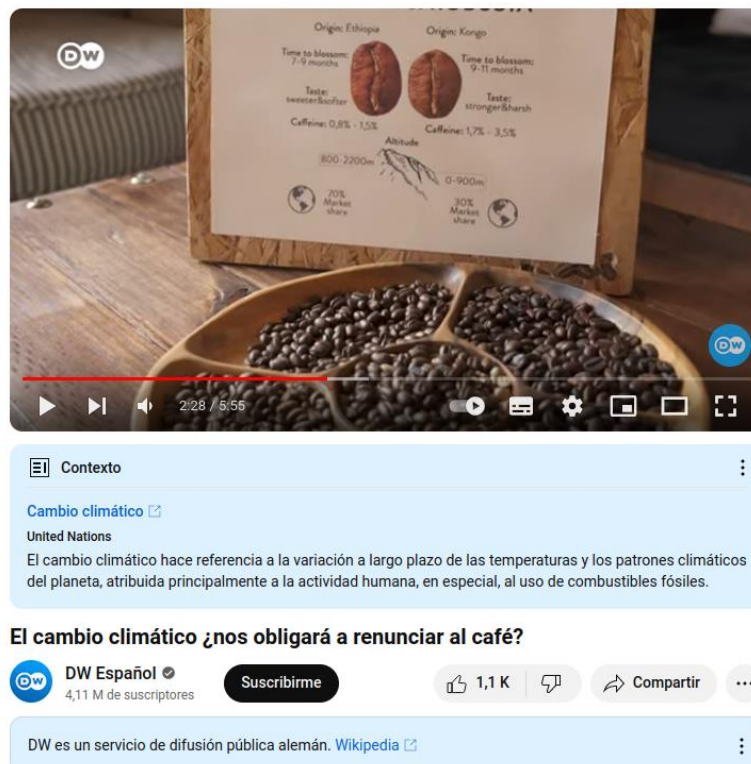 Origin: Ethiopia
Origin: Kongo
Time to blossom:
7-9 months
Time to blossom:
9-11 months
Taste:
sweeter&softer
Taste:
stronger&harsh
Caffeine: 0,8% - 1,5%
Caffeine: 1,7% - 3,5%
Altitude
800-2200m
0-900m
70%
Market
share
30%
Market
share
DW
DW
2:28 / 5:55
Contexto
Cambio climático
United Nations
El cambio climático hace referencia a la variación a largo plazo de las temperaturas y los patrones climáticos
del planeta, atribuida principalmente a la actividad humana, en especial, al uso de combustibles fósiles.
El cambio climático ¿nos obligará a renunciar al café?
DW
DW Español
4,11 M de suscriptores
Suscribirme
1,1 K
Compartir
DW es un servicio de difusión pública alemán. Wikipedia